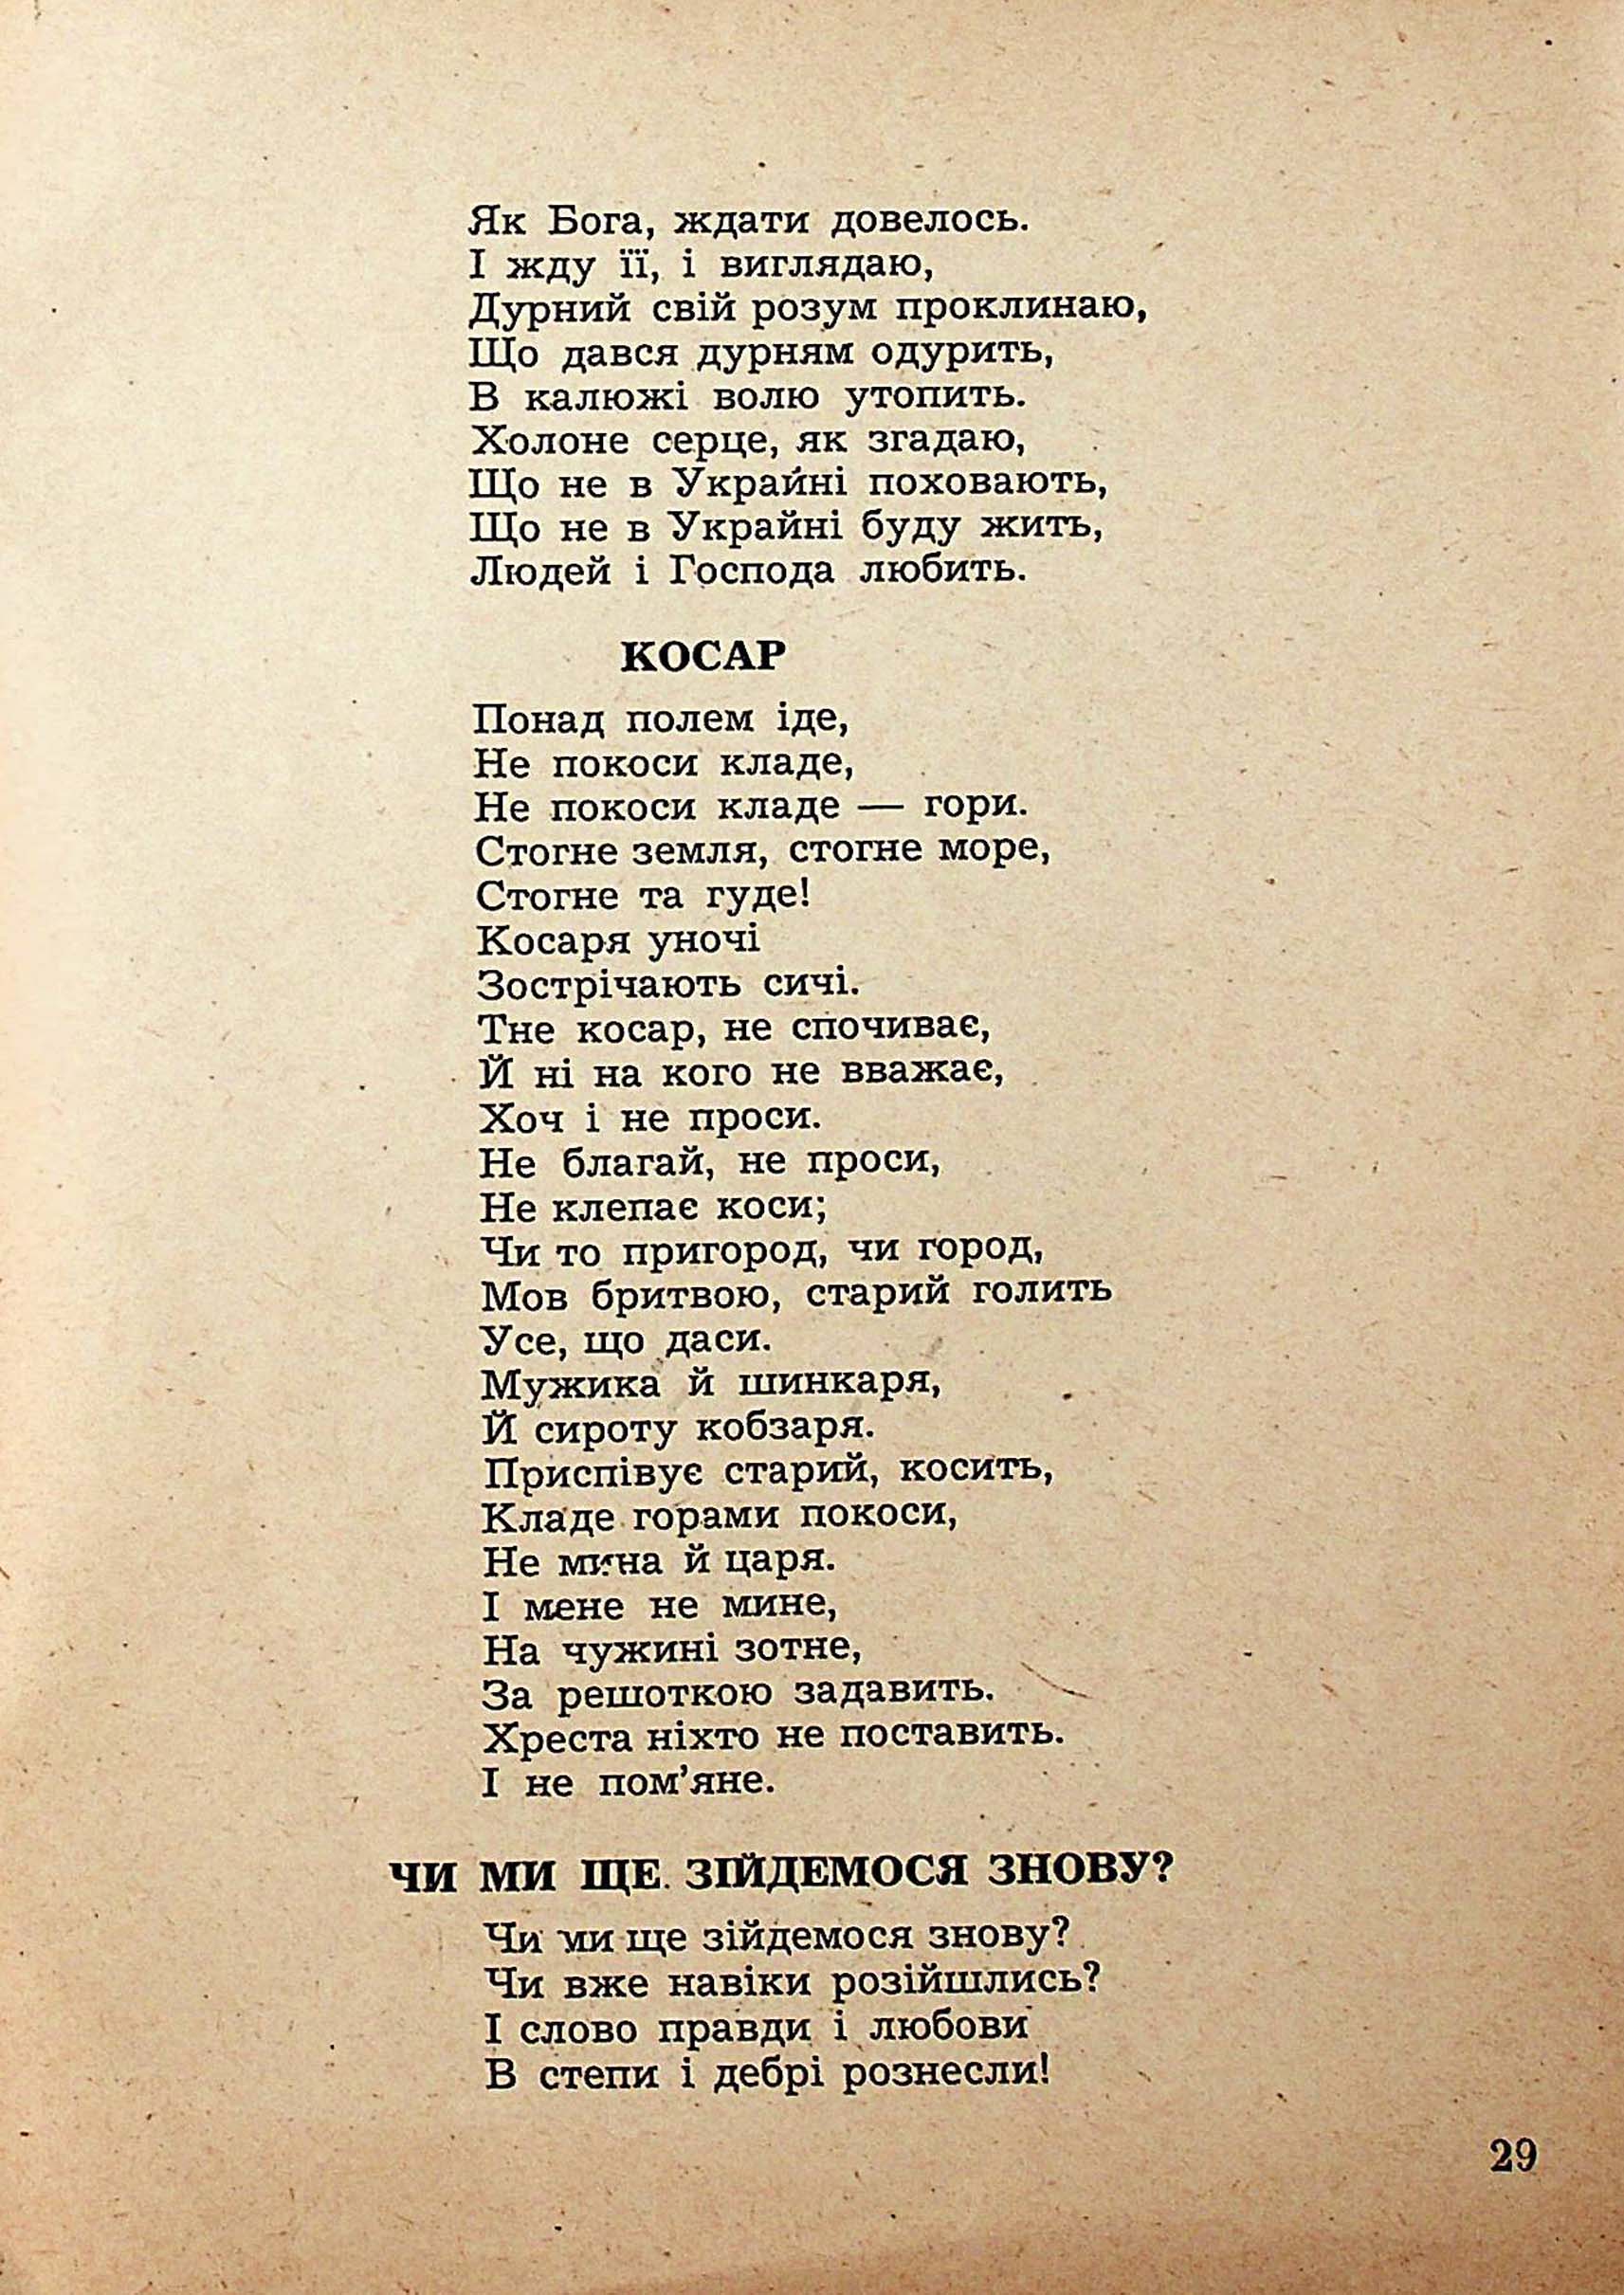 Як Бога, ждати довелось.
І жду її, і виглядаю,
Дурний свій розум проклинаю,
Що дався дурням одурить,
В калюжі волю утопить.
Холоне серце, як згадаю,
Що не в Украйні поховають,
Що не в Украйні буду жить,
Людей і Господа любить.
КОСАР
Понад полем іде,
Не покоси кладе,
Не покоси кладе — гори.
Стогне земля, стогне море,
Стогне та гуде!
Косаря уночі
Зострічають сичі.
Тне косар, не спочиває,
Й ні на кого не вважає,
Хоч і не проси.
Не благай, не проси,
Не клепає коси;
Чи то пригород, чи город,
Мов бритвою, старий голить
Усе, що даси.
Мужика й шинкаря,
Й сироту кобзаря.
Приспівує старий, косить,
Кладе горами покоси,
Не мина й царя.
І мене не мине,
На чужині зотне,
За решоткою задавить.
Хреста ніхто не поставить.
І не пом’яне.
ЧИ МИ ЩЕ ЗІЙДЕМОСЯ ЗНОВУ?
Чи ми ще зійдемося знову?
Чи вже навіки розійшлись?
І слово правди і любови
В степи і дебрі рознесли!
29